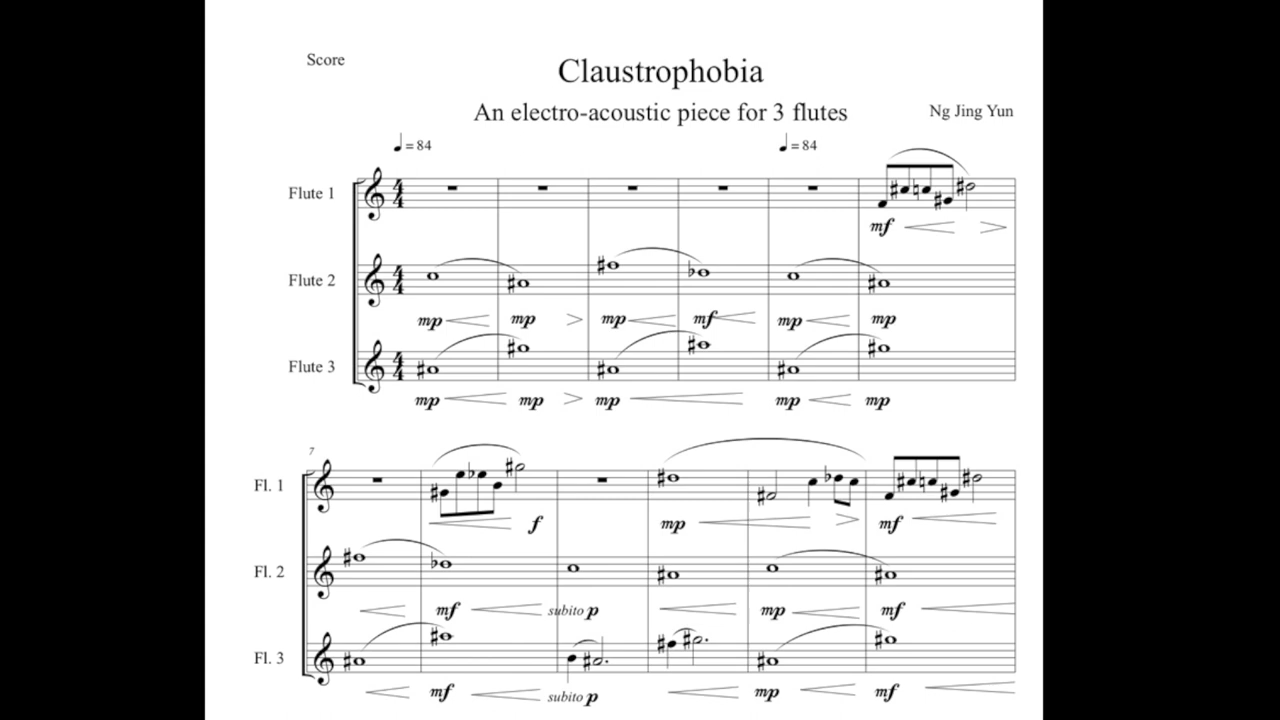 Score
Claustrophobia
An electro-acoustic piece for 3 flutes
Ng Jing Yun
= 84 = 84
Flute 1
mf
Flute 2
mp mp mp mf mp mp
Flute 3
mp mp mp mp mp
7
Fl. 1
f mp mf
Fl. 2
mf subito p mp mf
Fl. 3
mf subito p mp mf